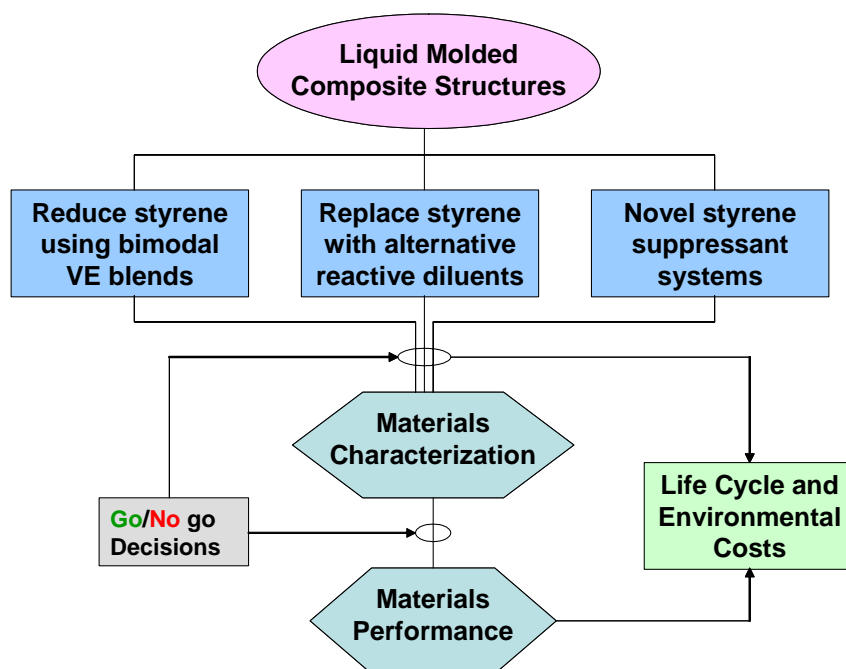 Liquid Molded
Composite Structures
Reduce styrene
using bimodal
VE blends
Replace styrene
with alternative
reactive diluents
Novel styrene
suppressant
systems
Materials
Characterization
Go/No go
Decisions
Life Cycle and
Environmental
Costs
Materials
Performance